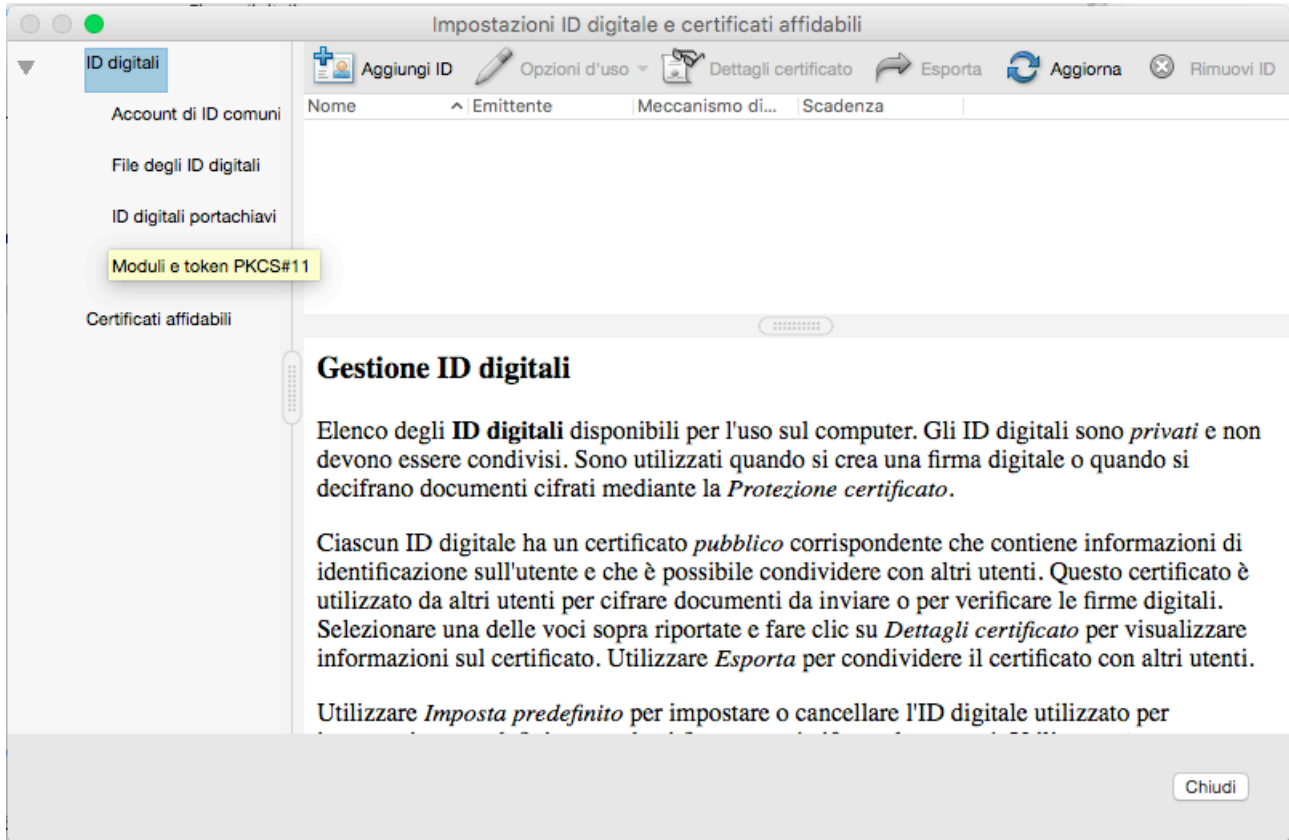 Impostazioni ID digitale e certificati affidabili
ID digitali
Account di ID comuni
File degli ID digitali
ID digitali portachiavi
Moduli e token PKCS#11
Certificati affidabili
Aggiungi ID Opzioni d'uso Dettagli certificato Esporta Aggiorna Rimuovi ID
Nome Emittente Meccanismo di... Scadenza
Gestione ID digitali
Elenco degli ID digitali disponibili per l'uso sul computer. Gli ID digitali sono privati e non
devono essere condivisi. Sono utilizzati quando si crea una firma digitale o quando si
decifrano documenti cifrati mediante la Protezione certificato.
Ciascun ID digitale ha un certificato pubblico corrispondente che contiene informazioni di
identificazione sull'utente e che è possibile condividere con altri utenti. Questo certificato è
utilizzato da altri utenti per cifrare documenti da inviare o per verificare le firme digitali.
Selezionare una delle voci sopra riportate e fare clic su Dettagli certificato per visualizzare
informazioni sul certificato. Utilizzare Esporta per condividere il certificato con altri utenti.
Utilizzare Imposta predefinito per impostare o cancellare l'ID digitale utilizzato per
Chiudi